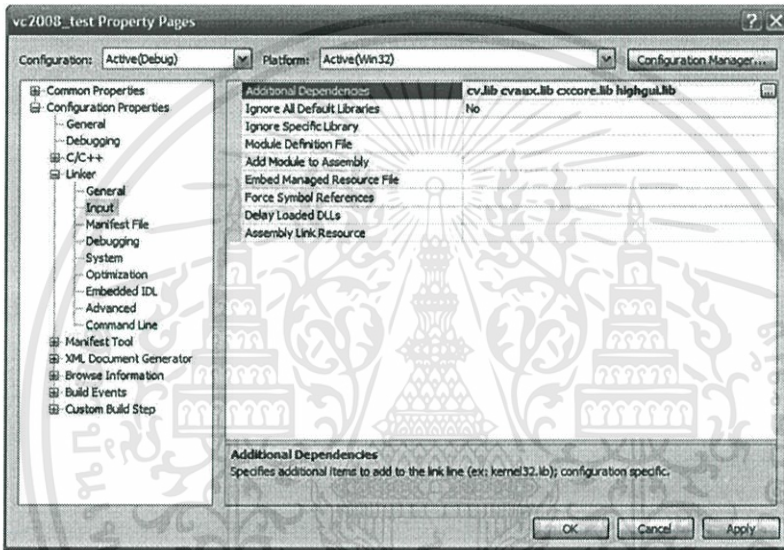 vc2008_test Property Pages
Configuration: Active(Debug) Platform: Active(Win32) Configuration Manager...
Common Properties
Configuration Properties
General
Debugging
C/C++
Linker
General
Input
Manifest File
Debugging
System
Optimization
Embedded IDL
Advanced
Command Line
Manifest Tool
XML Document Generator
Browse Information
Build Events
Custom Build Step
Additional Dependencies cv.lib cvaux.lib cxcore.lib highgui.lib ...
Ignore All Default Libraries No
Ignore Specific Library
Module Definition File
Add Module to Assembly
Embed Managed Resource File
Force Symbol References
Delay Loaded DLLs
Assembly Link Resource
Additional Dependencies
Specifies additional items to add to the link line (ex: kernel32.lib); configuration specific.
OK Cancel Apply